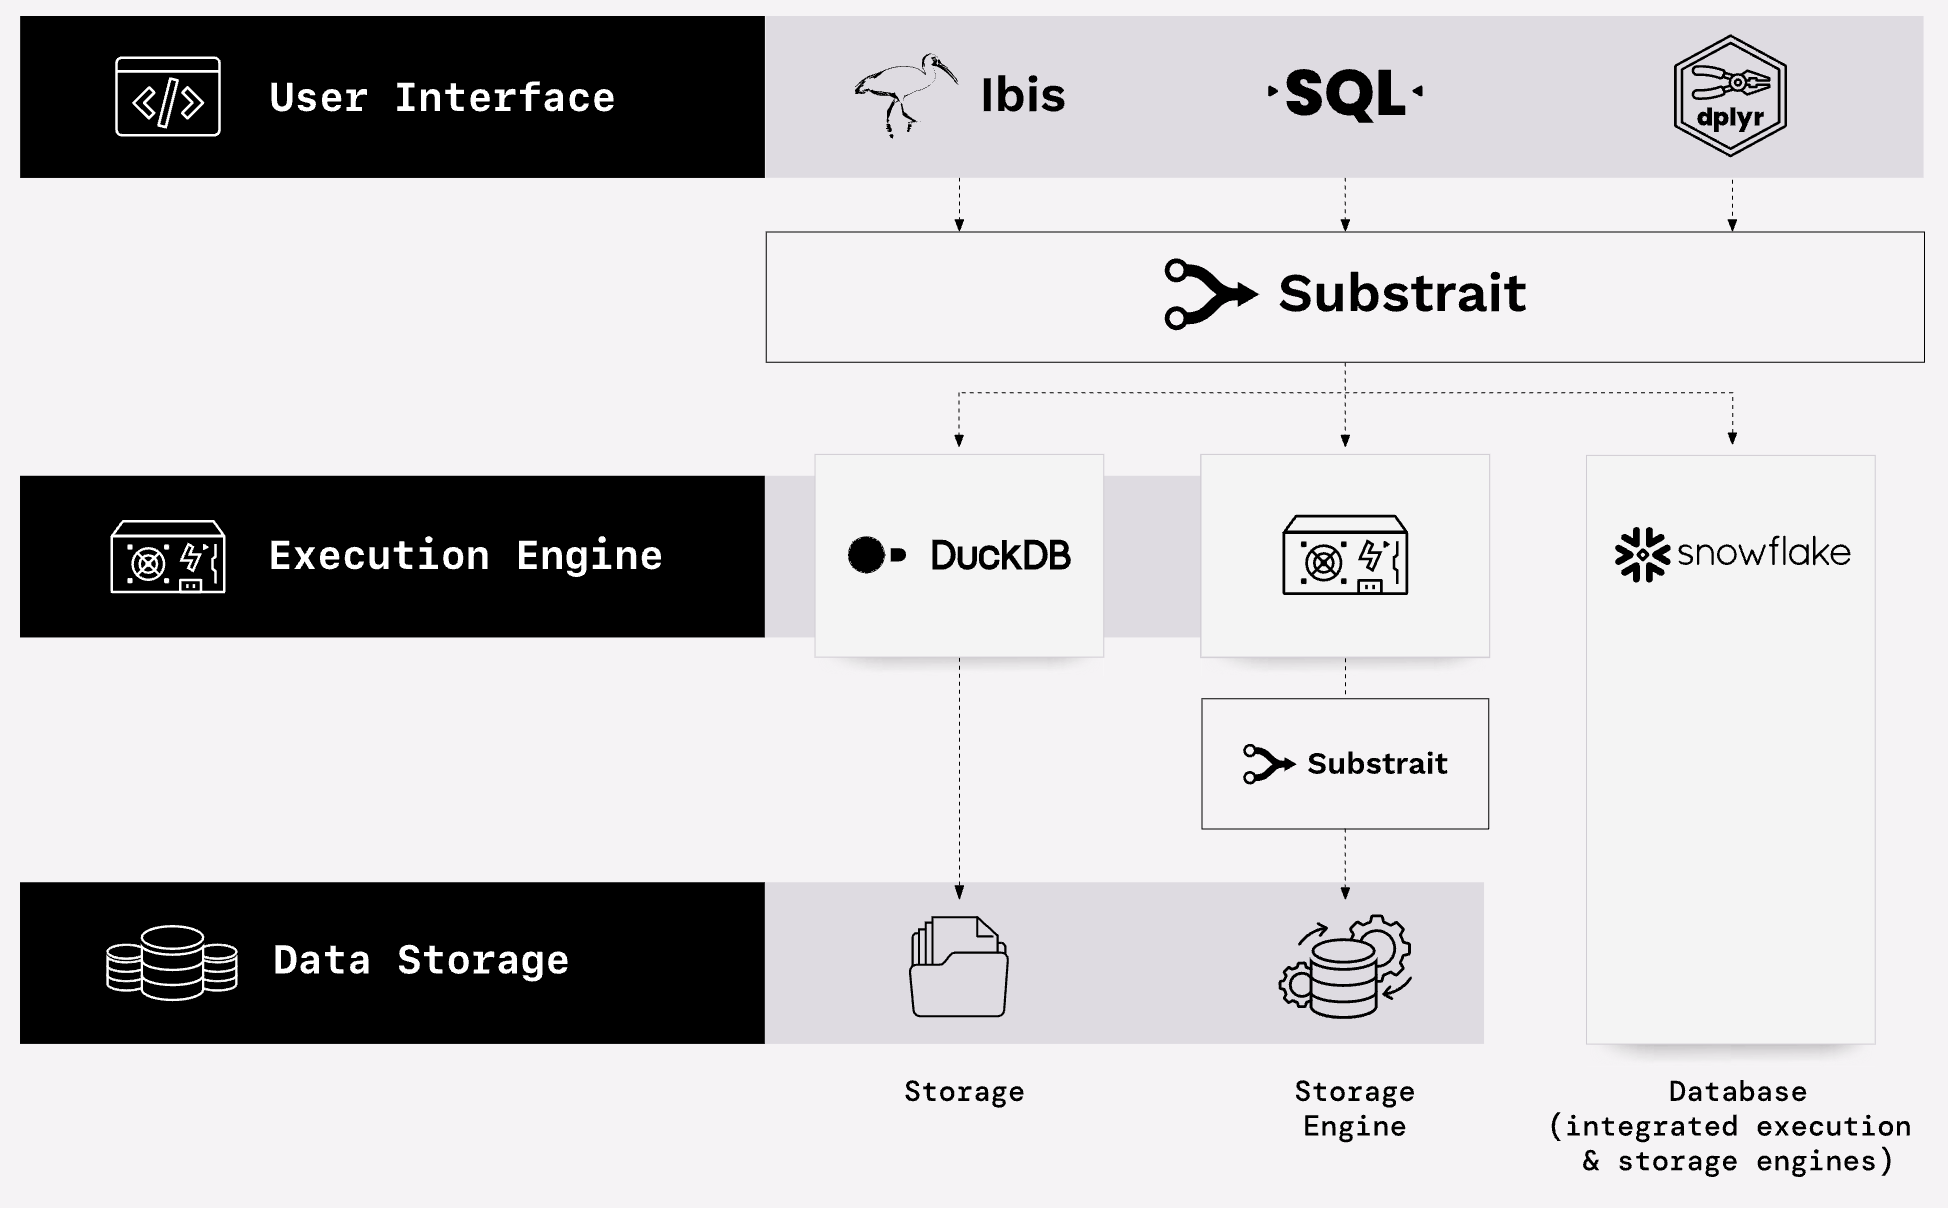 User Interface
Ibis
SQL
dplyr
Substrait
Execution Engine
DuckDB
snowflake
Substrait
Data Storage
Storage
Storage
Engine
Database
(integrated execution
& storage engines)